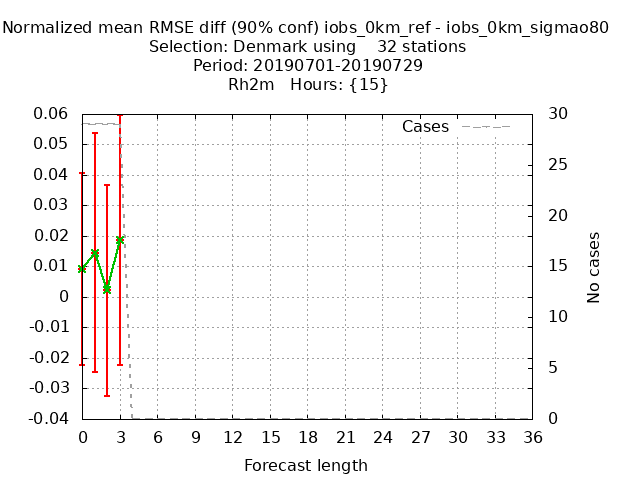 Normalized mean RMSE diff (90% conf) iobs_0km_ref - iobs_0km_sigmao80
Selection: Denmark using 32 stations
Period: 20190701-20190729
Rh2m Hours: {15}
Cases
0.06
0.05
0.04
0.03
0.02
0.01
0
-0.01
-0.02
-0.03
-0.04
30
25
20
15
10
5
0
No cases
0 3 6 9 12 15 18 21 24 27 30 33 36
Forecast length